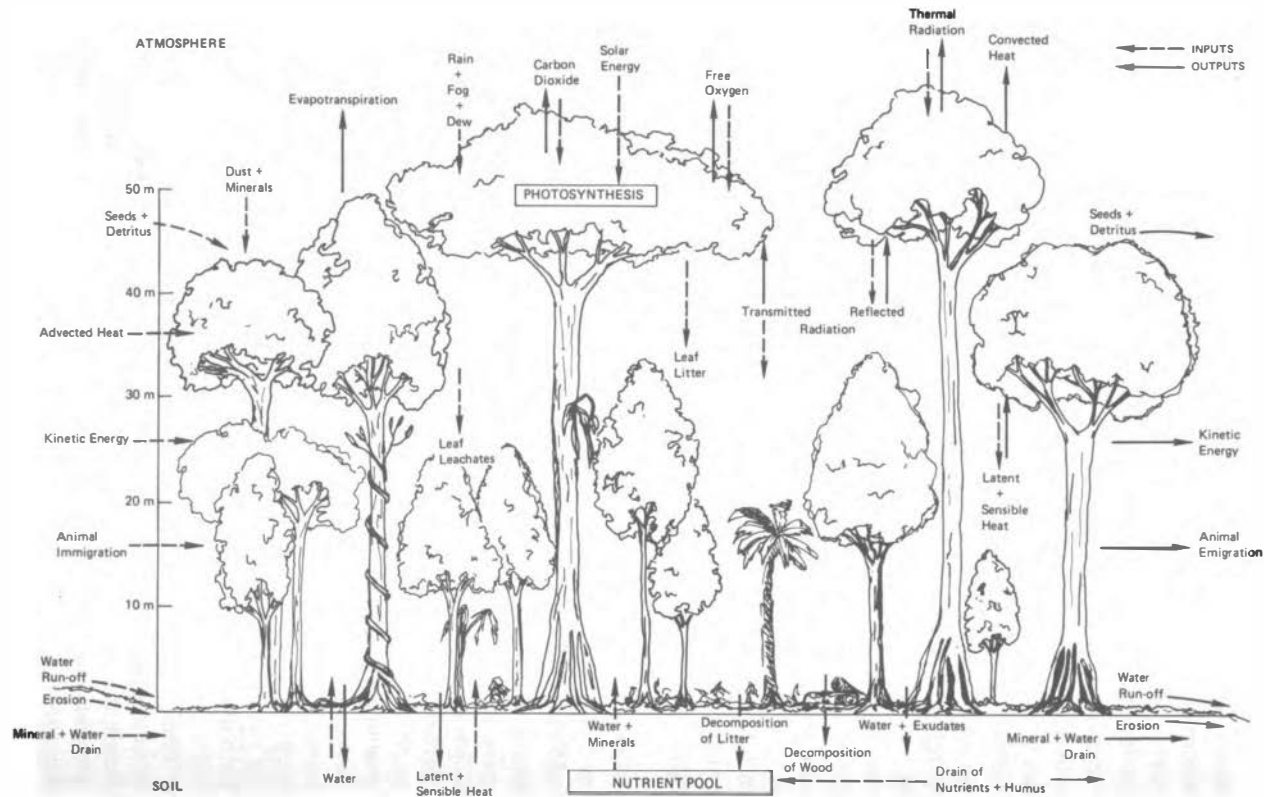 ATMOSPHERE
Thermal
Radiation
Convected
Heat
INPUTS
OUTPUTS
Evapotranspiration
Rain
+
Fog
+
Dew
Carbon
Dioxide
Solar
Energy
Free
Oxygen
Dust +
Minerals
PHOTOSYNTHESIS
50 m
Seeds +
Detritus
Seeds +
Detritus
40 m
Advected Heat
Leaf
Litter
Transmitted
Reflected
Radiation
30 m
Kinetic Energy
Leaf
Leachates
Kinetic
Energy
20 m
Latent
+
Sensible
Heat
Animal
Immigration
Animal
Emigration
10 m
Water
Run-off
Erosion
Mineral + Water
Drain
Water
Run-off
Erosion
Mineral + Water
Drain
Water
Latent +
Sensible Heat
Water +
Minerals
Decomposition
of Litter
Decomposition
of Wood
Water + Exudates
NUTRIENT POOL
Drain of
Nutrients + Humus
SOIL